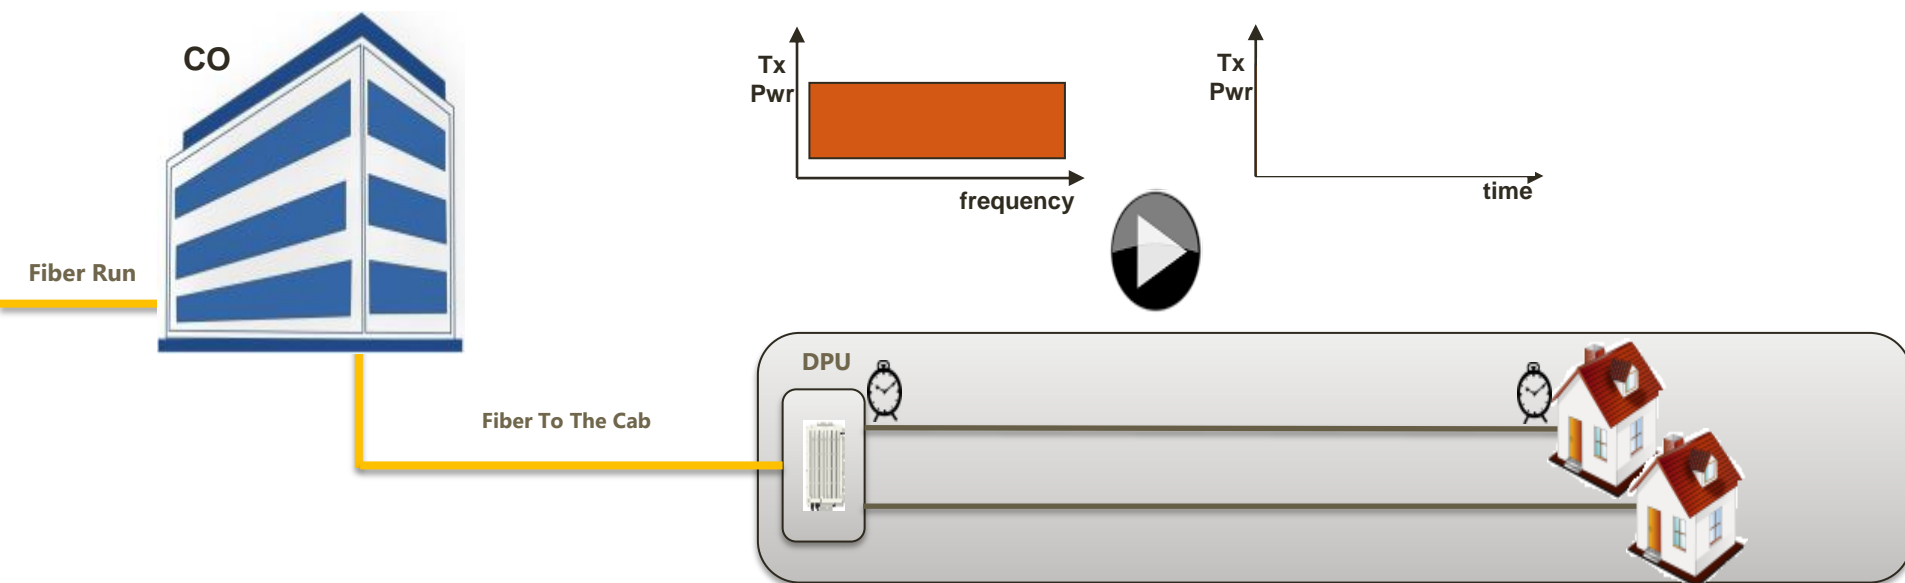 CO
Tx
Pwr
frequency
Tx
Pwr
time
Fiber Run
DPU
Fiber To The Cab